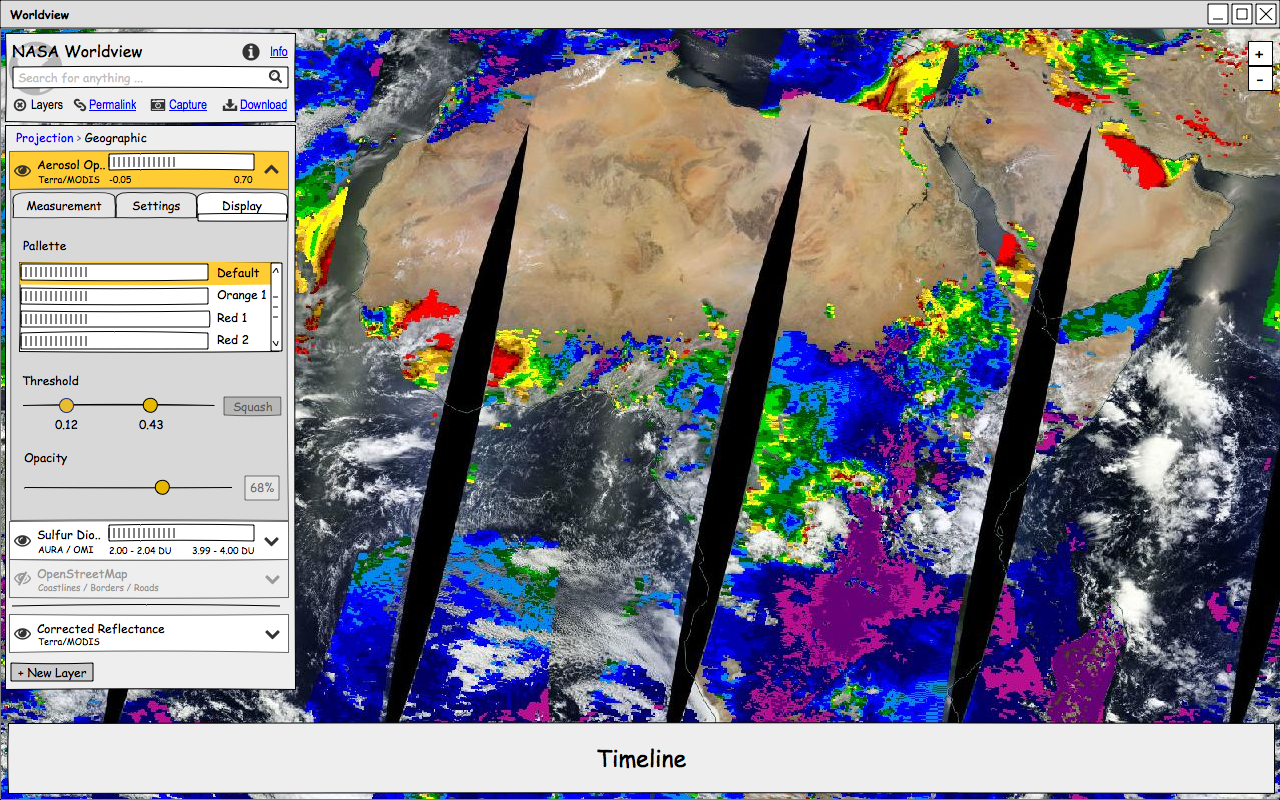 Worldview
NASA Worldview
Info
Search for anything ...
Layers Permalink Capture Download
Projection > Geographic
Aerosol Op..
Terra/MODIS -0.05 0.70
Measurement Settings Display
Pallette
Default
Orange 1
Red 1
Red 2
Threshold
Squash
0.12 0.43
Opacity
68%
Sulfur Dio..
AURA / OMI 2.00 - 2.04 DU 3.99 - 4.00 DU
OpenStreetMap
Coastlines / Borders / Roads
Corrected Reflectance
Terra/MODIS
+ New Layer
+
-
Timeline